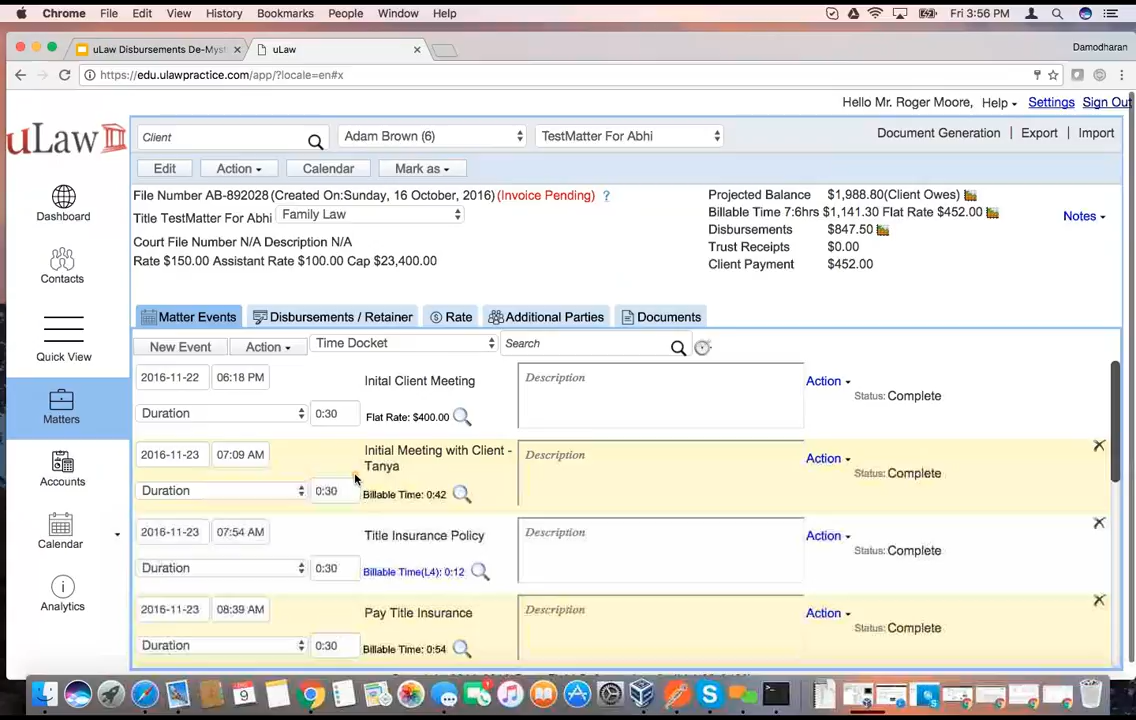 Chrome File Edit View History Bookmarks People Window Help Fri 3:56 PM
uLaw Disbursements De-Myst uLaw Damodharan
https://edu.ulawpractice.com/app/?locale=en#x
Hello Mr. Roger Moore, Help Settings Sign Out
uLaw
Client Adam Brown (6) TestMatter For Abhi Document Generation Export Import
Edit Action Calendar Mark as
File Number AB-892028(Created On:Sunday, 16 October, 2016)(Invoice Pending) ?
Title TestMatter For Abhi Family Law
Court File Number N/A Description N/A
Rate $150.00 Assistant Rate $100.00 Cap $23,400.00
Projected Balance $1,988.80(Client Owes)
Billable Time 7:6hrs $1,141.30 Flat Rate $452.00
Disbursements $847.50
Trust Receipts $0.00
Client Payment $452.00
Notes
Dashboard
Contacts
Quick View
Matters
Accounts
Calendar
Analytics
Matter Events Disbursements / Retainer Rate Additional Parties Documents
New Event Action Time Docket Search
2016-11-22 06:18 PM Inital Client Meeting Description Action
Status: Complete
Duration 0:30 Flat Rate: $400.00
2016-11-23 07:09 AM Initial Meeting with Client - Tanya Description Action
Status: Complete
Duration 0:30 Billable Time: 0:42
2016-11-23 07:54 AM Title Insurance Policy Description Action
Status: Complete
Duration 0:30 Billable Time(L4): 0:12
2016-11-23 08:39 AM Pay Title Insurance Description Action
Status: Complete
Duration 0:30 Billable Time: 0:54